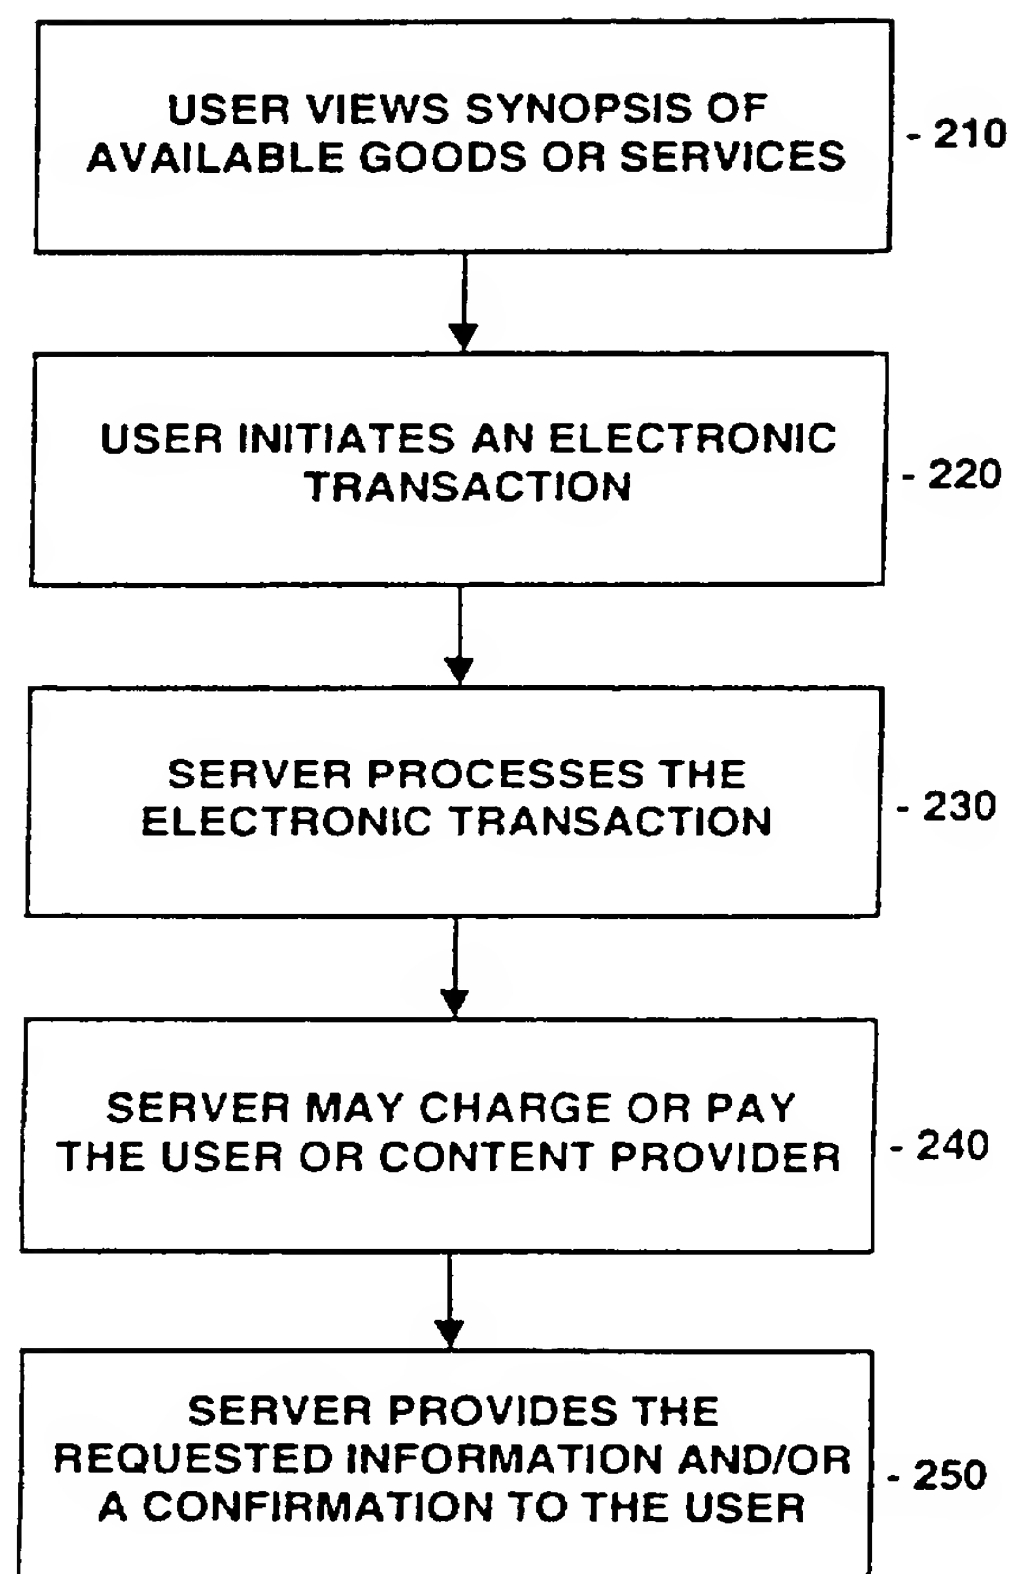 USER VIEWS SYNOPSIS OF
AVAILABLE GOODS OR SERVICES
- 210
USER INITIATES AN ELECTRONIC
TRANSACTION
- 220
SERVER PROCESSES THE
ELECTRONIC TRANSACTION
- 230
SERVER MAY CHARGE OR PAY
THE USER OR CONTENT PROVIDER
- 240
SERVER PROVIDES THE
REQUESTED INFORMATION AND/OR
A CONFIRMATION TO THE USER
- 250